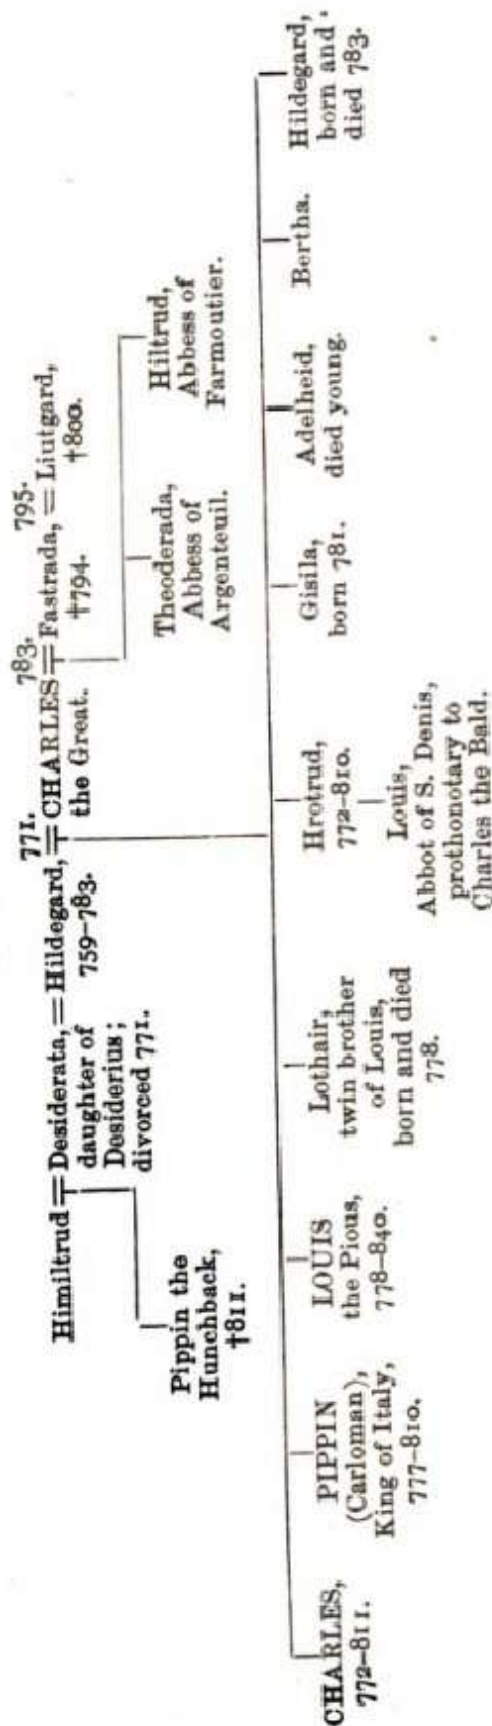 771. 783. 795.
Himiltrud = Desiderata, = Hildegard, = CHARLES = Fastrada, = Liutgard,
daughter of 759–783. the Great. †794. †800.
Desiderius;
divorced 771.
Pippin the
Hunchback,
†811.
Theoderada,
Abbess of
Argenteuil.
Hiltrud,
Abbess of
Farmoutier.
CHARLES,
772–811.
PIPPIN
(Carloman),
King of Italy,
777–810.
LOUIS
the Pious,
778–840.
Lothair,
twin brother
of Louis,
born and died
778.
Hrotrud,
772–810.
Louis,
Abbot of S. Denis,
prothomotary to
Charles the Bald.
Gisila,
born 781.
Adelheid,
died young.
Bertha.
Hildegard,
born and
died 783.